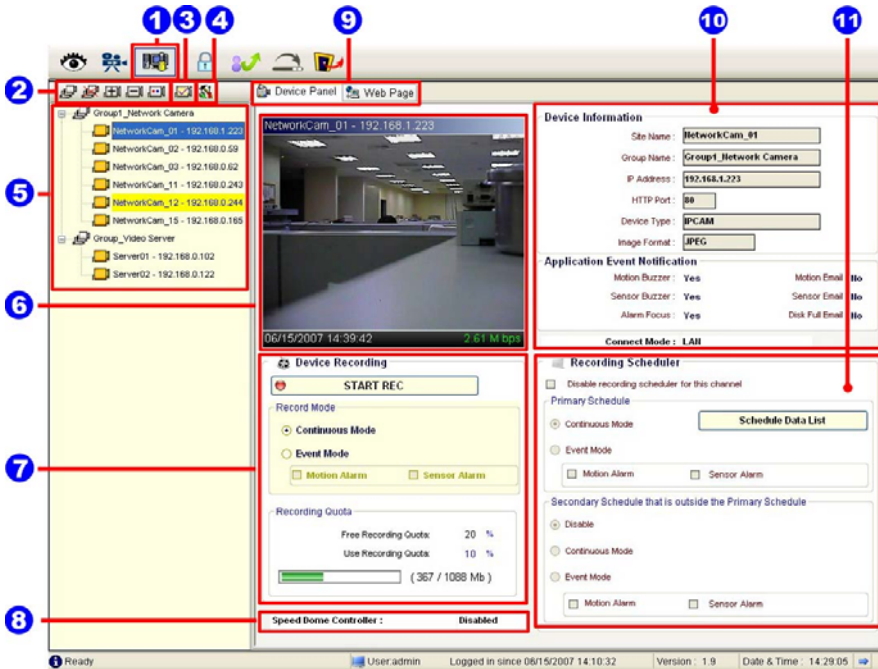 1
3
4
9
10
11
2
Device Panel
Web Page
5
Group1_Network Camera
NetworkCam_01 - 192.168.1.223
NetworkCam_02 - 192.168.0.59
NetworkCam_03 - 192.168.0.62
NetworkCam_11 - 192.168.0.243
NetworkCam_12 - 192.168.0.244
NetworkCam_15 - 192.168.0.165
Group_Video Server
Server01 - 192.168.0.102
Server02 - 192.168.0.122
6
NetworkCam_01 - 192.168.1.223
06/15/2007 14:39:42 2.61 M bps
Device Information
Site Name : NetworkCam_01
Group Name : Group1_Network Camera
IP Address : 192.168.1.223
HTTP Port : 80
Device Type : IPCAM
Image Format : JPEG
Application Event Notification
Motion Buzzer : Yes Motion Email No
Sensor Buzzer : Yes Sensor Email No
Alarm Focus : Yes Disk Full Email No
Connect Mode : LAN
7
Device Recording
START REC
Record Mode
Continuous Mode
Event Mode
Motion Alarm Sensor Alarm
Recording Quota
Free Recording Quota: 20 %
Use Recording Quota: 10 %
( 367 / 1088 Mb )
Recording Scheduler
Disable recording scheduler for this channel
Primary Schedule
Continuous Mode Schedule Data List
Event Mode
Motion Alarm Sensor Alarm
Secondary Schedule that is outside the Primary Schedule
Disable
Continuous Mode
Event Mode
Motion Alarm Sensor Alarm
8
Speed Dome Controller : Disabled
Ready User:admin Logged in since 06/15/2007 14:10:32 Version : 1.9 Date & Time : 14:29:05